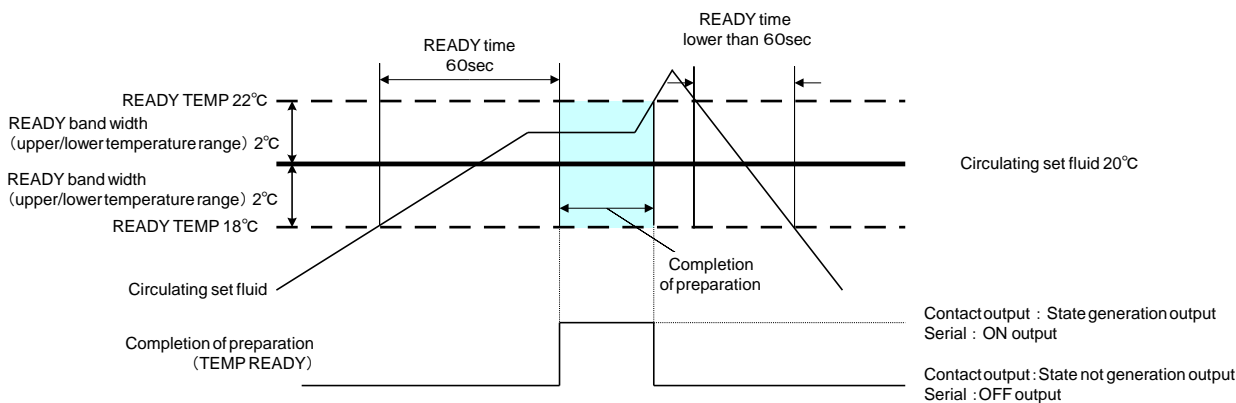 READY time
60sec
READY time
lower than 60sec
READY TEMP 22°C
READY band width
(upper/lower temperature range) 2°C
Circulating set fluid 20°C
READY band width
(upper/lower temperature range) 2°C
READY TEMP 18°C
Completion
of preparation
Circulating set fluid
Contact output : State generation output
Serial : ON output
Completion of preparation
(TEMP READY)
Contact output : State not generation output
Serial : OFF output